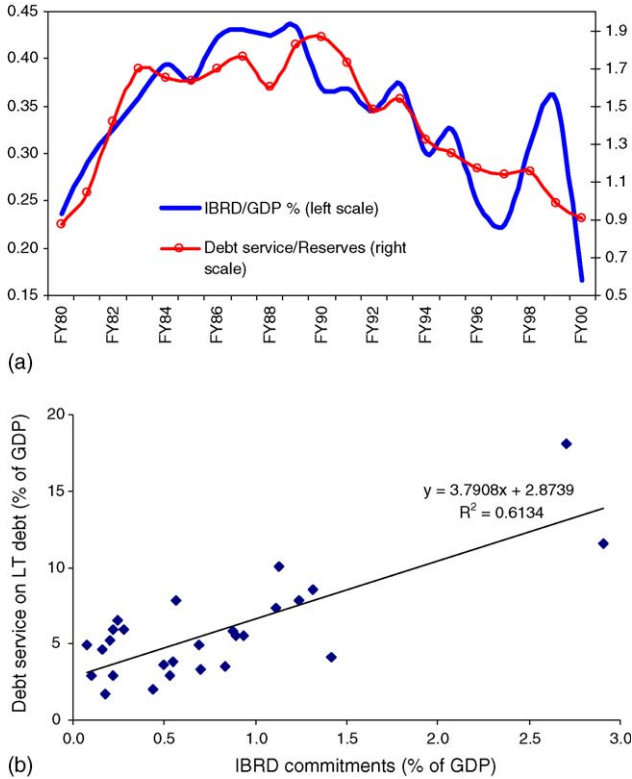 0.45
0.40
0.35
0.30
0.25
0.20
0.15
1.9
1.7
1.5
1.3
1.1
0.9
0.7
0.5
IBRD/GDP % (left scale)
Debt service/Reserves (right
scale)
FY80
FY82
FY84
FY86
FY88
FY90
FY92
FY94
FY96
FY98
FY00
(a)
Debt service on LT debt (% of GDP)
20
15
10
5
0
y = 3.7908x + 2.8739
R² = 0.6134
0.0
0.5
1.0
1.5
2.0
2.5
3.0
IBRD commitments (% of GDP)
(b)